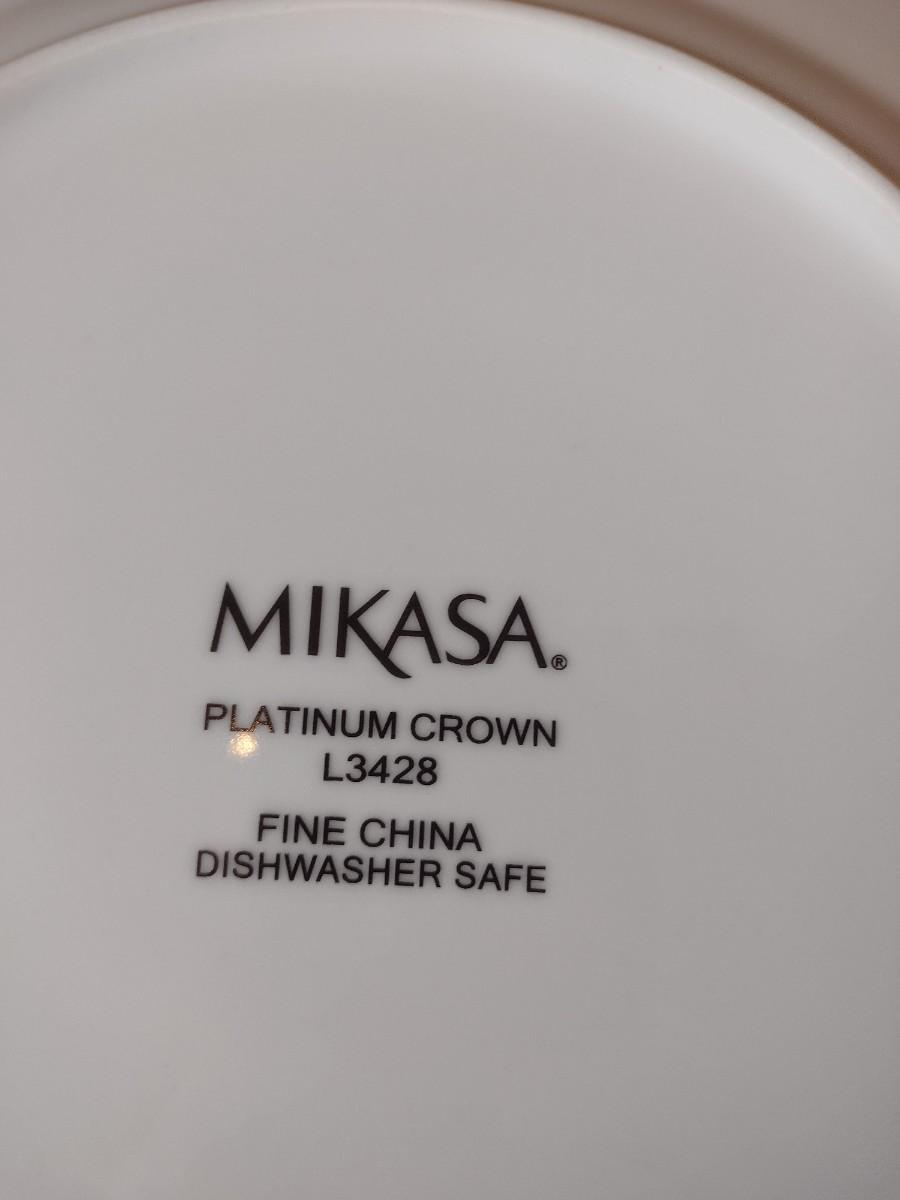 MIKASA®
PLATINUM CROWN
L3428
FINE CHINA
DISHWASHER SAFE